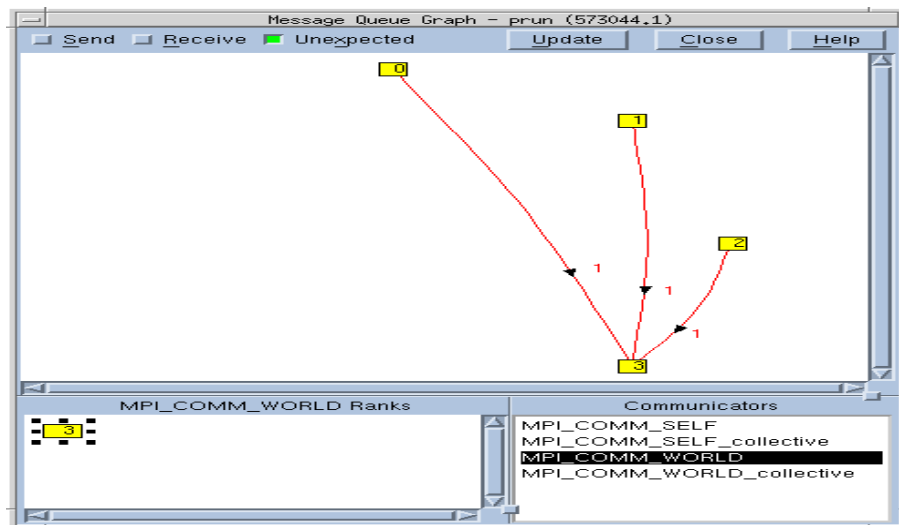 Message Queue Graph - prun (573044.1)
Send Receive Unexpected Update Close Help
0
1
2
1
1
1
3
MPI_COMM_WORLD Ranks
3
Communicators
MPI_COMM_SELF
MPI_COMM_SELF_collective
MPI_COMM_WORLD
MPI_COMM_WORLD_collective